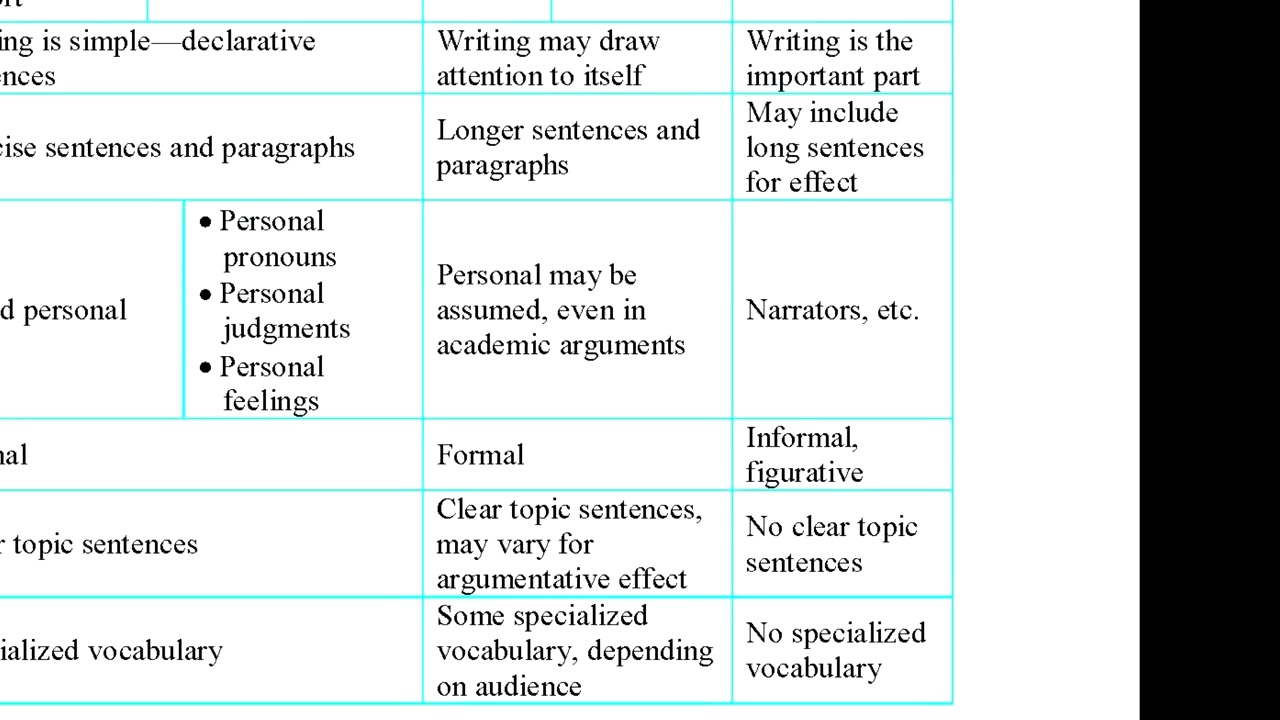 ing is simple—declarative
ences
Writing may draw
attention to itself
Writing is the
important part
cise sentences and paragraphs
Longer sentences and
paragraphs
May include
long sentences
for effect
d personal
• Personal
pronouns
• Personal
judgments
• Personal
feelings
Personal may be
assumed, even in
academic arguments
Narrators, etc.
nal
Formal
Informal,
figurative
r topic sentences
Clear topic sentences,
may vary for
argumentative effect
No clear topic
sentences
ialized vocabulary
Some specialized
vocabulary, depending
on audience
No specialized
vocabulary